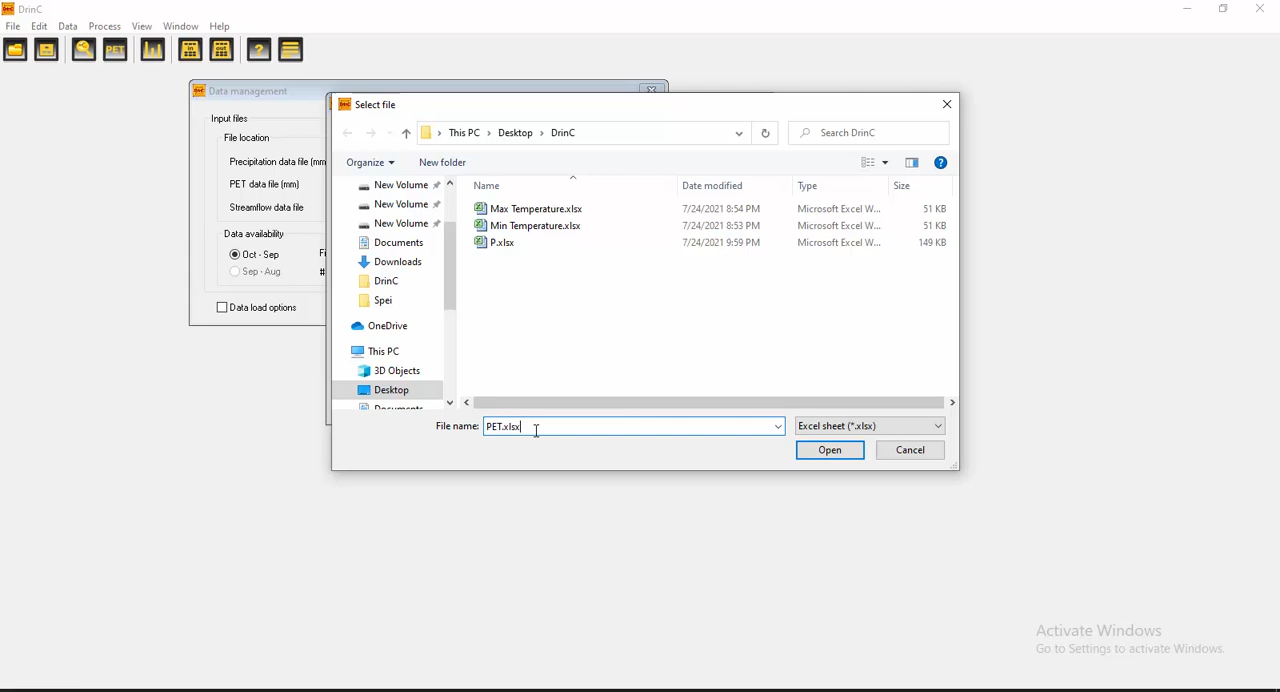 DrinC
File Edit Data Process View Window Help
PET in out ?
Data management
Input files
File location
Precipitation data file (mm
PET data file (mm)
Streamflow data file
Data availability
Oct - Sep Fi
Sep - Aug #
Data load options
Select file
This PC > Desktop > DrinC
Search DrinC
Organize New folder
New Volume
New Volume
New Volume
Documents
Downloads
DrinC
Spei
OneDrive
This PC
3D Objects
Desktop
Documents
Name Date modified Type Size
Max Temperature.xlsx 7/24/2021 8:54 PM Microsoft Excel W... 51 KB
Min Temperature.xlsx 7/24/2021 8:53 PM Microsoft Excel W... 51 KB
P.xlsx 7/24/2021 9:59 PM Microsoft Excel W... 149 KB
File name: PET.xlsx Excel sheet (*.xlsx)
Open Cancel
Activate Windows
Go to Settings to activate Windows.